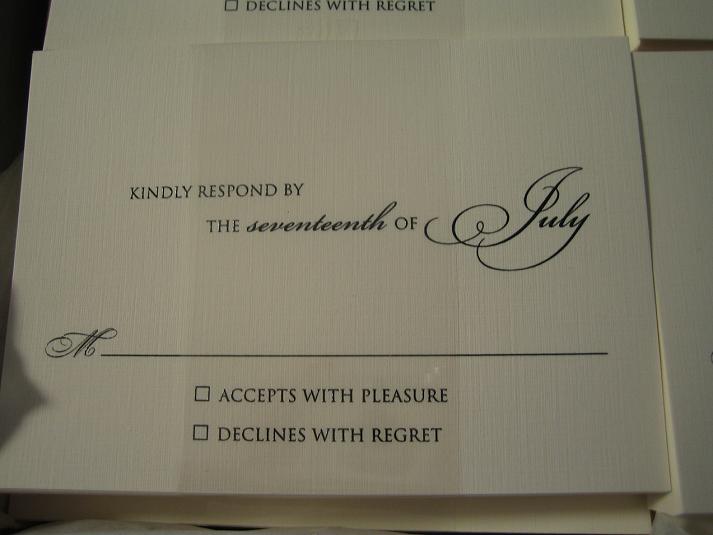 DECLINES WITH REGRET
KINDLY RESPOND BY
THE seventeenth OF July
M
ACCEPTS WITH PLEASURE
DECLINES WITH REGRET